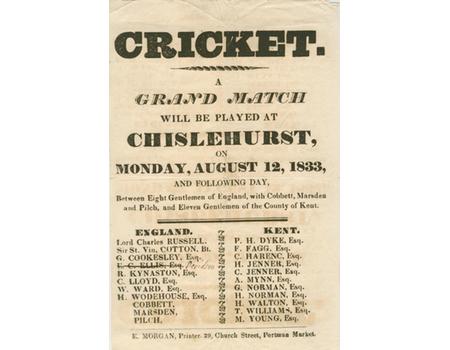 CRICKET.
A
GRAND MATCH
WILL BE PLAYED AT
CHISLEHURST,
ON
MONDAY, AUGUST 12, 1833,
AND FOLLOWING DAY,
Between Eight Gentlemen of England, with Cobbett, Marsden
and Pilch, and Eleven Gentlemen of the County of Kent.
ENGLAND.
Lord Charles RUSSELL.
Sir St. Vin. COTTON, Bt.
G. COOKESLEY, Esq.
E. C. ELLIS, Esq.
R. KYNASTON, Esq.
C. LLOYD, Esq.
W. WARD, Esq.
H. WODEHOUSE, Esq.
COBBETT,
MARSDEN,
PILCH,
KENT.
P. H. DYKE, Esq.
F. FAGG, Esq.
C. HARENC, Esq.
H. JENNER, Esq.
C. JENNER, Esq.
A. MYNN, Esq.
G. NORMAN, Esq.
H. NORMAN, Esq.
H. WALTON, Esq.
T. WILLIAMS, Esq.
M. YOUNG, Esq.
E. MORGAN, Printer 29, Church Street, Portman Market.